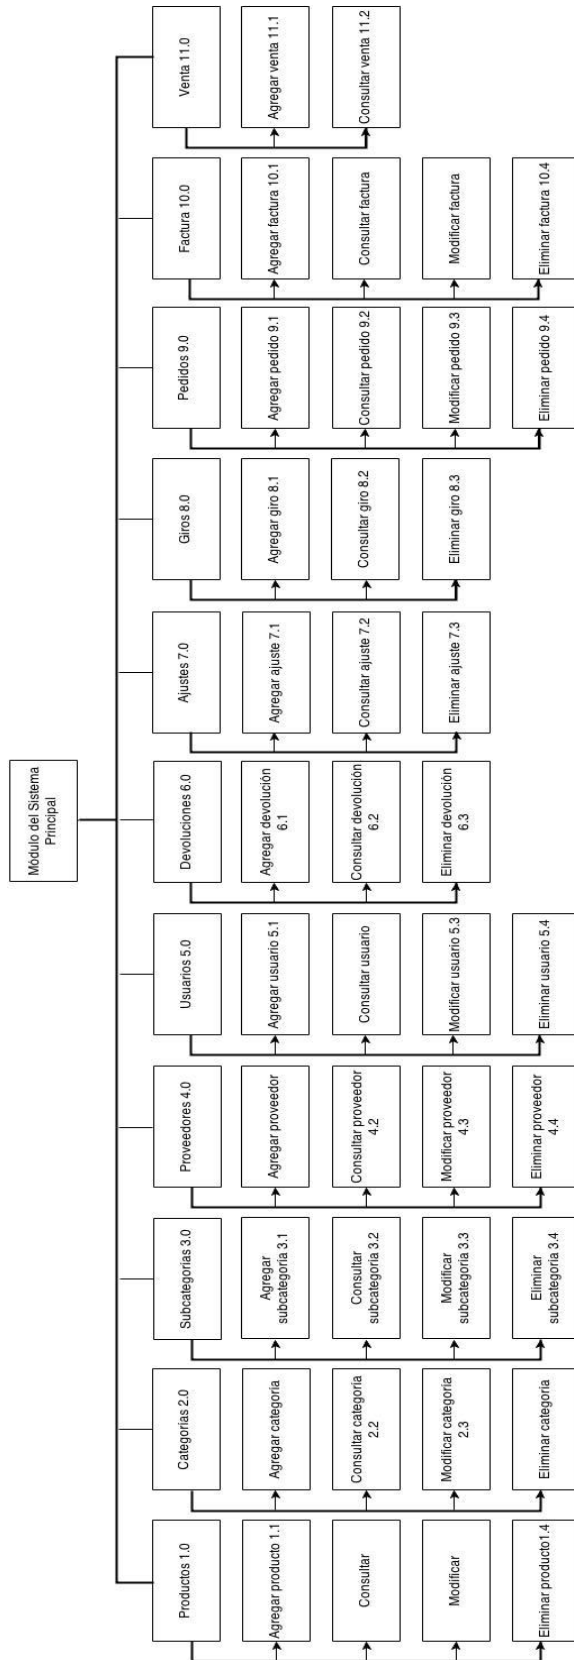 Módulo del Sistema
Principal
Productos 1.0
Agregar producto 1.1
Consultar
Modificar
Eliminar producto1.4
Categorías 2.0
Agregar categoría
Consultar categoría
2.2
Modificar categoría
2.3
Eliminar categoría
Subcategorías 3.0
Agregar
subcategoría 3.1
Consultar
subcategoría 3.2
Modificar
subcategoría 3.3
Eliminar
subcategoría 3.4
Proveedores 4.0
Agregar proveedor
Consultar proveedor
4.2
Modificar proveedor
4.3
Eliminar proveedor
4.4
Usuarios 5.0
Agregar usuario 5.1
Consultar usuario
Modificar usuario 5.3
Eliminar usuario 5.4
Devoluciones 6.0
Agregar devolución
6.1
Consultar devolución
6.2
Eliminar devolución
6.3
Ajustes 7.0
Agregar ajuste 7.1
Consultar ajuste 7.2
Eliminar ajuste 7.3
Giros 8.0
Agregar giro 8.1
Consultar giro 8.2
Eliminar giro 8.3
Pedidos 9.0
Agregar pedido 9.1
Consultar pedido 9.2
Modificar pedido 9.3
Eliminar pedido 9.4
Factura 10.0
Agregar factura 10.1
Consultar factura
Modificar factura
Eliminar factura 10.4
Venta 11.0
Agregar venta 11.1
Consultar venta 11.2